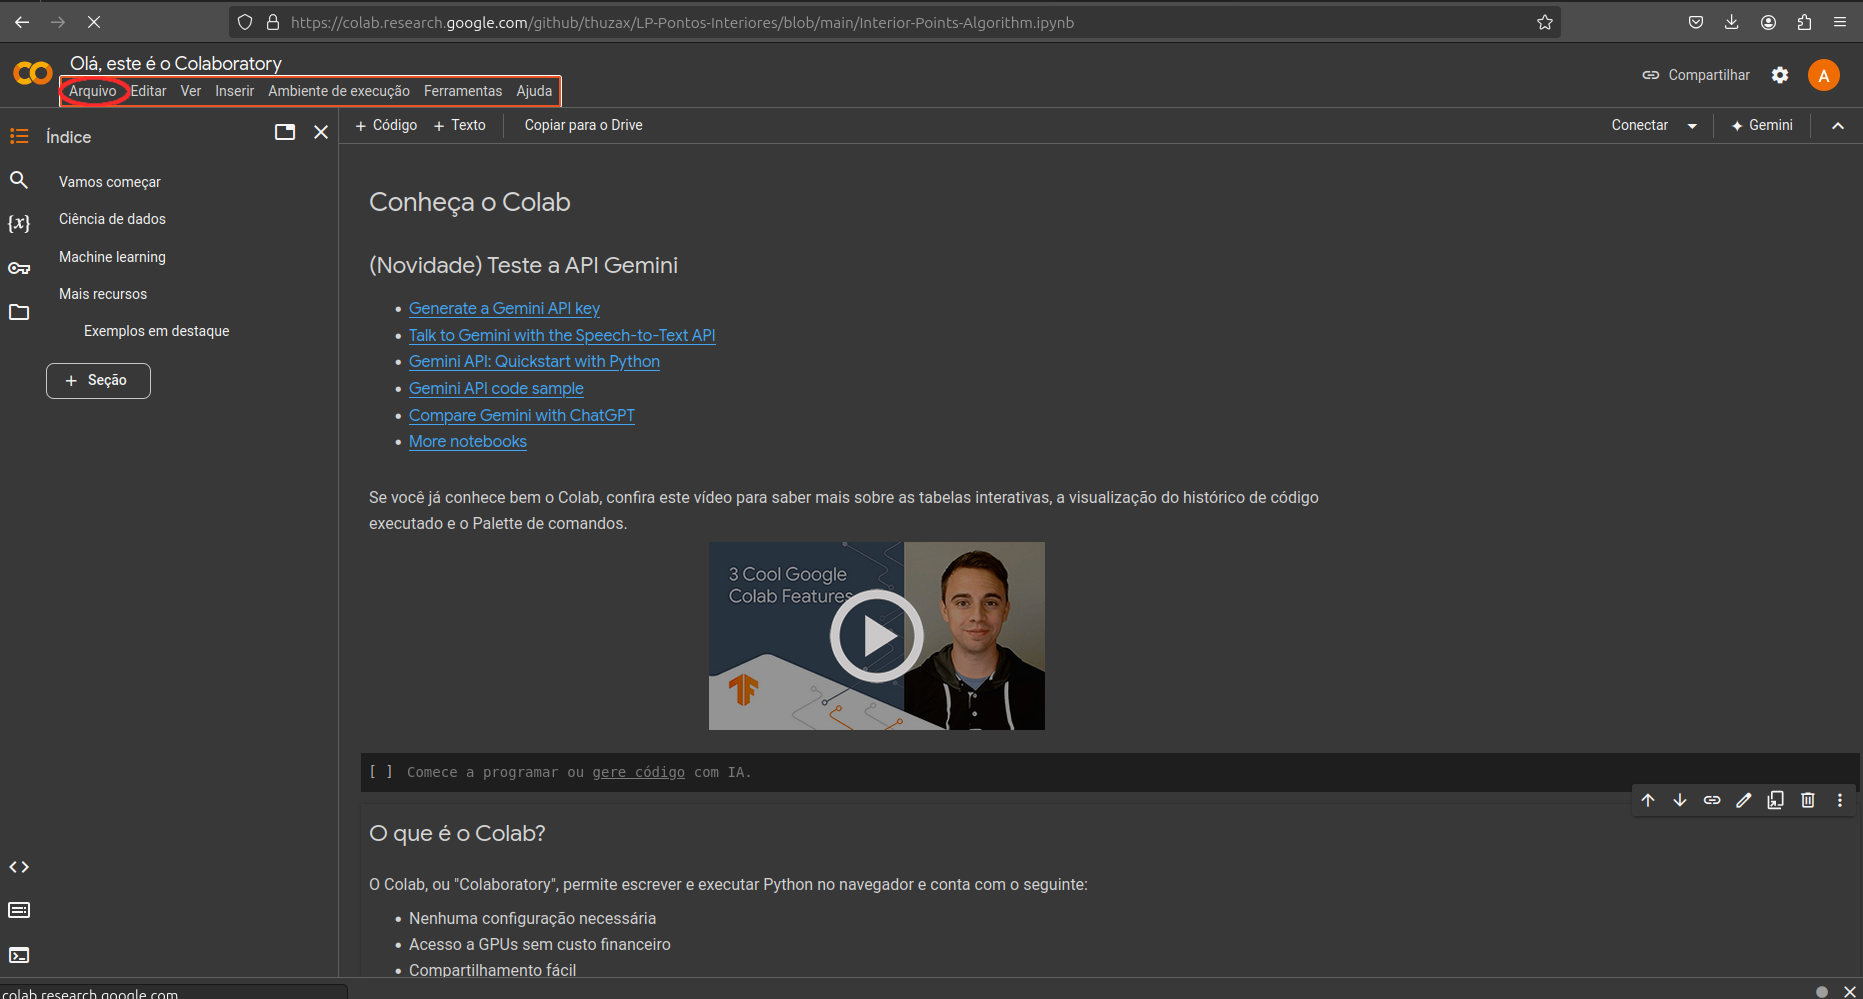 https://colab.research.google.com/github/thuzax/LP-Pontos-Interiores/blob/main/Interior-Points-Algorithm.ipynb
Olá, este é o Colaboratory
Arquivo Editar Ver Inserir Ambiente de execução Ferramentas Ajuda
Compartilhar
A
Índice
+ Código + Texto Copiar para o Drive
Conectar
Gemini
Vamos começar
Ciência de dados
Machine learning
Mais recursos
Exemplos em destaque
+ Seção
{x}
Conheça o Colab
(Novidade) Teste a API Gemini
• Generate a Gemini API key
• Talk to Gemini with the Speech-to-Text API
• Gemini API: Quickstart with Python
• Gemini API code sample
• Compare Gemini with ChatGPT
• More notebooks
Se você já conhece bem o Colab, confira este vídeo para saber mais sobre as tabelas interativas, a visualização do histórico de código
executado e o Palette de comandos.
3 Cool Google
Colab Features
[ ] Comece a programar ou gere código com IA.
O que é o Colab?
O Colab, ou "Colaboratory", permite escrever e executar Python no navegador e conta com o seguinte:
• Nenhuma configuração necessária
• Acesso a GPUs sem custo financeiro
• Compartilhamento fácil
colab.research.google.com